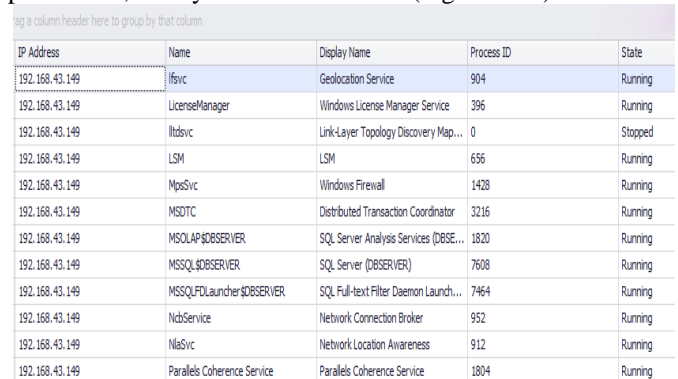 rag a column header here to group by that column
IP Address Name Display Name Process ID State
192.168.43.149 lfsvc Geolocation Service 904 Running
192.168.43.149 LicenseManager Windows License Manager Service 396 Running
192.168.43.149 lltdsvc Link-Layer Topology Discovery Map... 0 Stopped
192.168.43.149 LSM LSM 656 Running
192.168.43.149 MpsSvc Windows Firewall 1428 Running
192.168.43.149 MSDTC Distributed Transaction Coordinator 3216 Running
192.168.43.149 MSOLAP$DBSERVER SQL Server Analysis Services (DBSE... 1820 Running
192.168.43.149 MSSQL$DBSERVER SQL Server (DBSERVER) 7608 Running
192.168.43.149 MSSQLFDLauncher$DBSERVER SQL Full-text Filter Daemon Launch... 7464 Running
192.168.43.149 NcbService Network Connection Broker 952 Running
192.168.43.149 NlaSvc Network Location Awareness 912 Running
192.168.43.149 Parallels Coherence Service Parallels Coherence Service 1804 Running